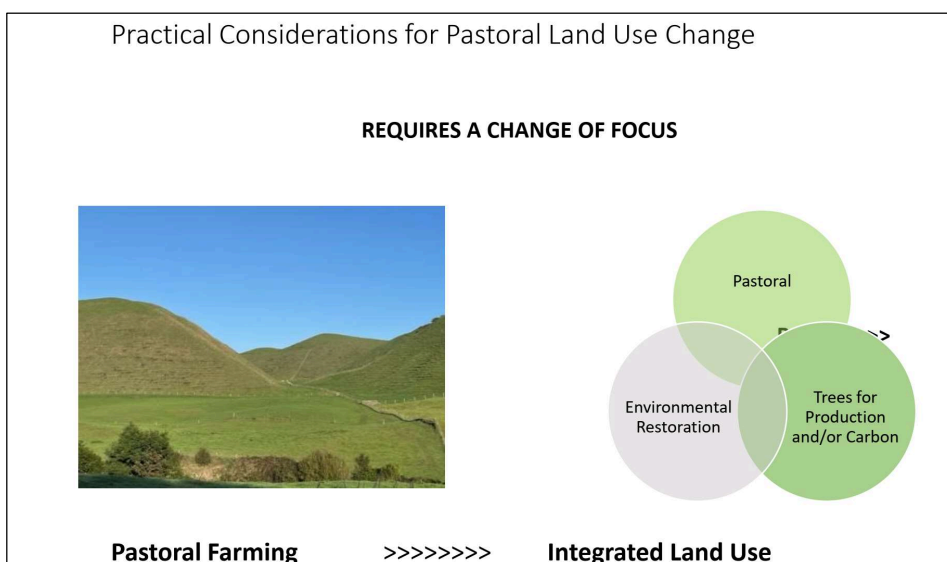 Practical Considerations for Pastoral Land Use Change
REQUIRES A CHANGE OF FOCUS
Pastoral
Environmental
Restoration
Trees for
Production
and/or Carbon
Pastoral Farming >>>>>>>> Integrated Land Use